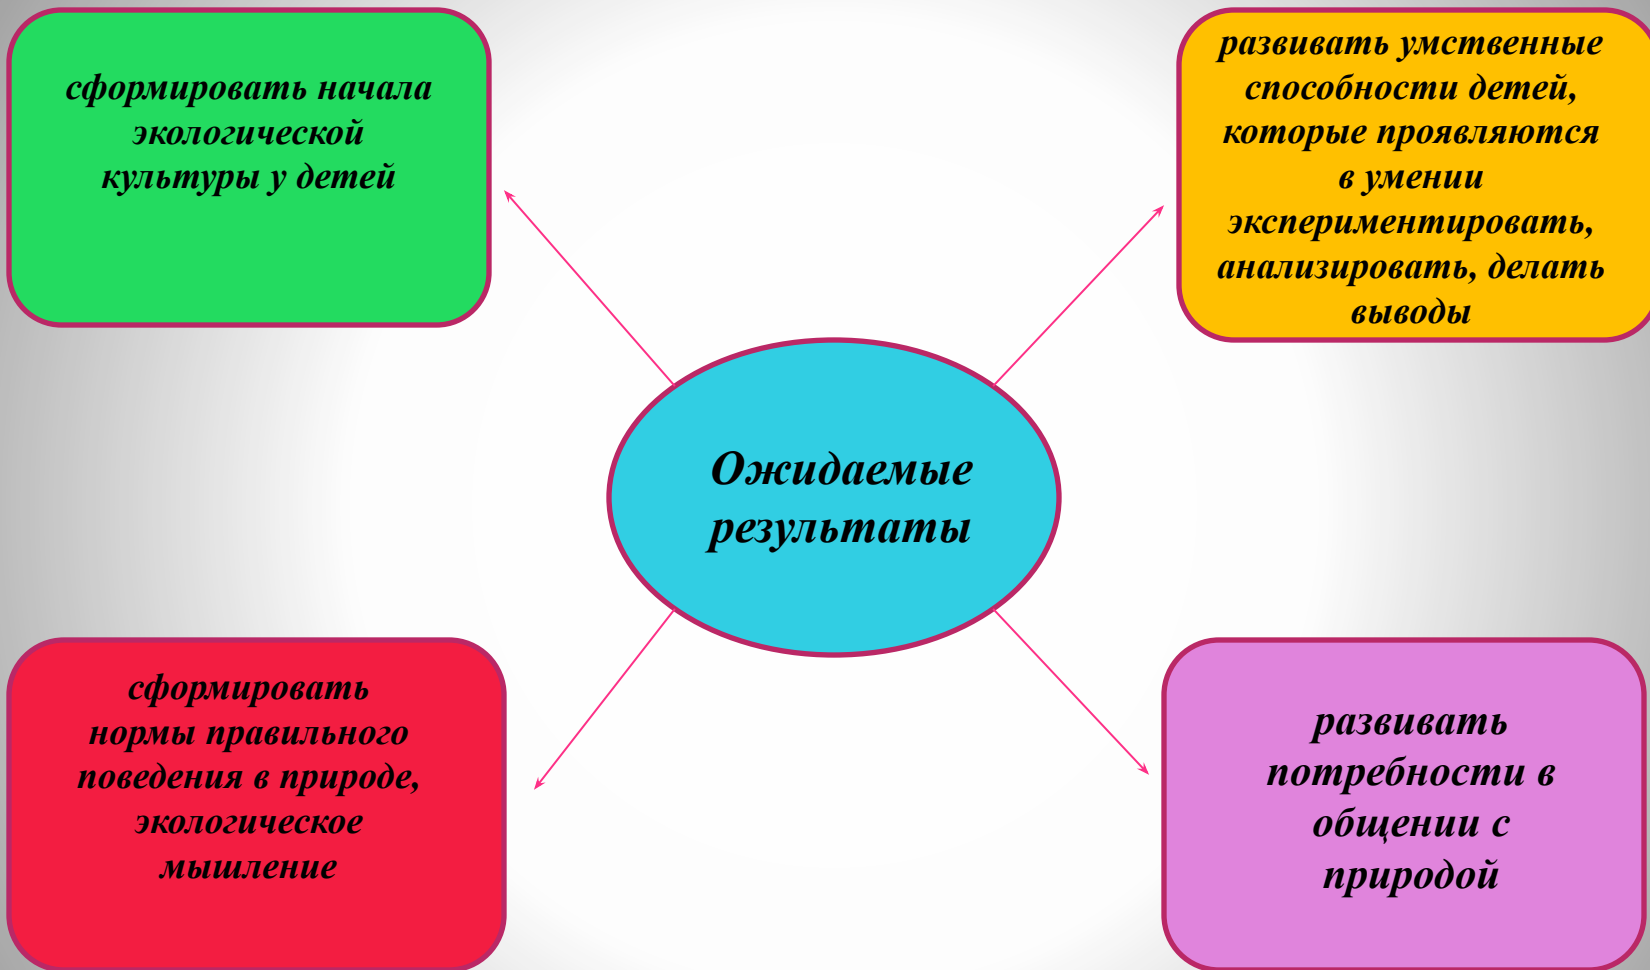 сформировать начала
экологической
культуры у детей
развивать умственные
способности детей,
которые проявляются
в умении
экспериментировать,
анализировать, делать
выводы
Ожидаемые
результаты
сформировать
нормы правильного
поведения в природе,
экологическое
мышление
развивать
потребности в
общении с
природой